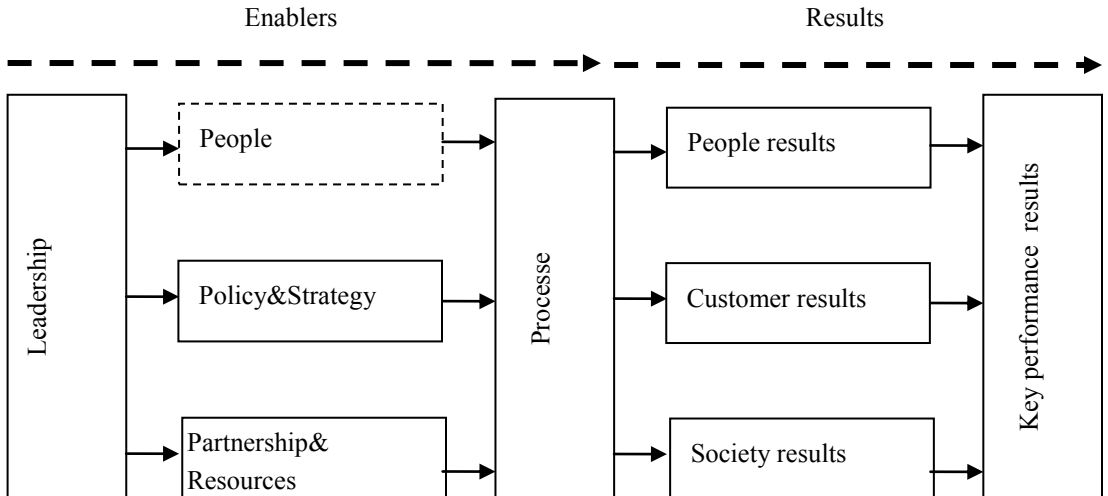 Enablers
Results
Leadership
People
Policy&Strategy
Partnership&
Resources
Processe
People results
Customer results
Society results
Key performance results